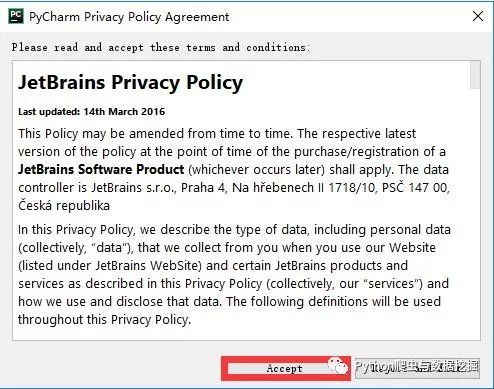 PC PyCharm Privacy Policy Agreement
Please read and accept these terms and conditions:
JetBrains Privacy Policy
Last updated: 14th March 2016
This Policy may be amended from time to time. The respective latest
version of the policy at the point of time of the purchase/registration of a
JetBrains Software Product (whichever occurs later) shall apply. The data
controller is JetBrains s.r.o., Praha 4, Na hřebenech II 1718/10, PSČ 147 00,
Česká republika
In this Privacy Policy, we describe the type of data, including personal data
(collectively, “data”), that we collect from you when you use our Website
(listed under JetBrains WebSite) and certain JetBrains products and
services as described in this Privacy Policy (collectively, our “services”) and
how we use and disclose that data. The following definitions will be used
throughout this Privacy Policy.
Accept
Python爬虫与数据挖掘